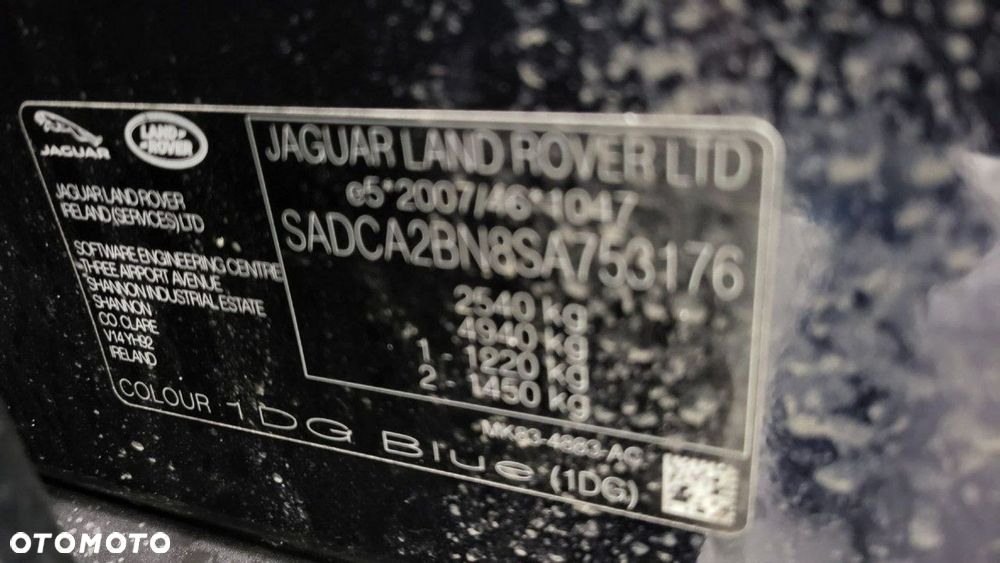 JAGUAR
LAND
ROVER
JAGUAR LAND ROVER
IRELAND (SERVICES) LTD
SOFTWARE ENGINEERING CENTRE
THREE AIRPORT AVENUE
SHANNON INDUSTRIAL ESTATE
SHANNON
CO. CLARE
V14 YH92
IRELAND
JAGUAR LAND ROVER LTD
e5*2007/46*1047
SADCA2BN8SA753176
2540 kg
4940 kg
1 - 1220 kg
2 - 1450 kg
MK83-4883-AC
COLOUR 1DG Blue (1DG)
OTOMOTO